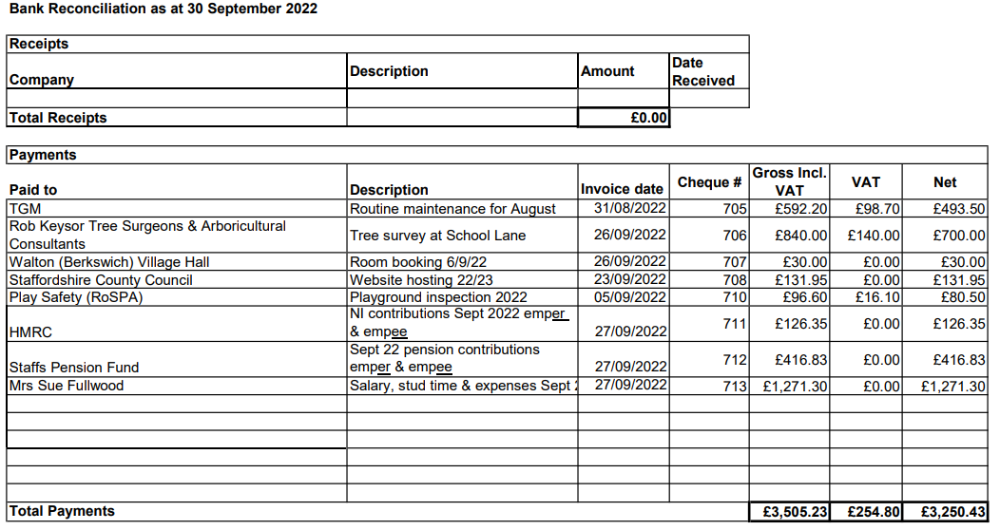 Bank Reconciliation as at 30 September 2022
Receipts
Company Description Amount Date Received
Total Receipts £0.00
Payments
Paid to Description Invoice date Cheque # Gross Incl. VAT VAT Net
TGM Routine maintenance for August 31/08/2022 705 £592.20 £98.70 £493.50
Rob Keysor Tree Surgeons & Arboricultural Consultants Tree survey at School Lane 26/09/2022 706 £840.00 £140.00 £700.00
Walton (Berkswich) Village Hall Room booking 6/9/22 26/09/2022 707 £30.00 £0.00 £30.00
Staffordshire County Council Website hosting 22/23 23/09/2022 708 £131.95 £0.00 £131.95
Play Safety (RoSPA) Playground inspection 2022 05/09/2022 710 £96.60 £16.10 £80.50
HMRC NI contributions Sept 2022 emper & empee 27/09/2022 711 £126.35 £0.00 £126.35
Staffs Pension Fund Sept 22 pension contributions emper & empee 27/09/2022 712 £416.83 £0.00 £416.83
Mrs Sue Fullwood Salary, stud time & expenses Sept 27/09/2022 713 £1,271.30 £0.00 £1,271.30
Total Payments £3,505.23 £254.80 £3,250.43